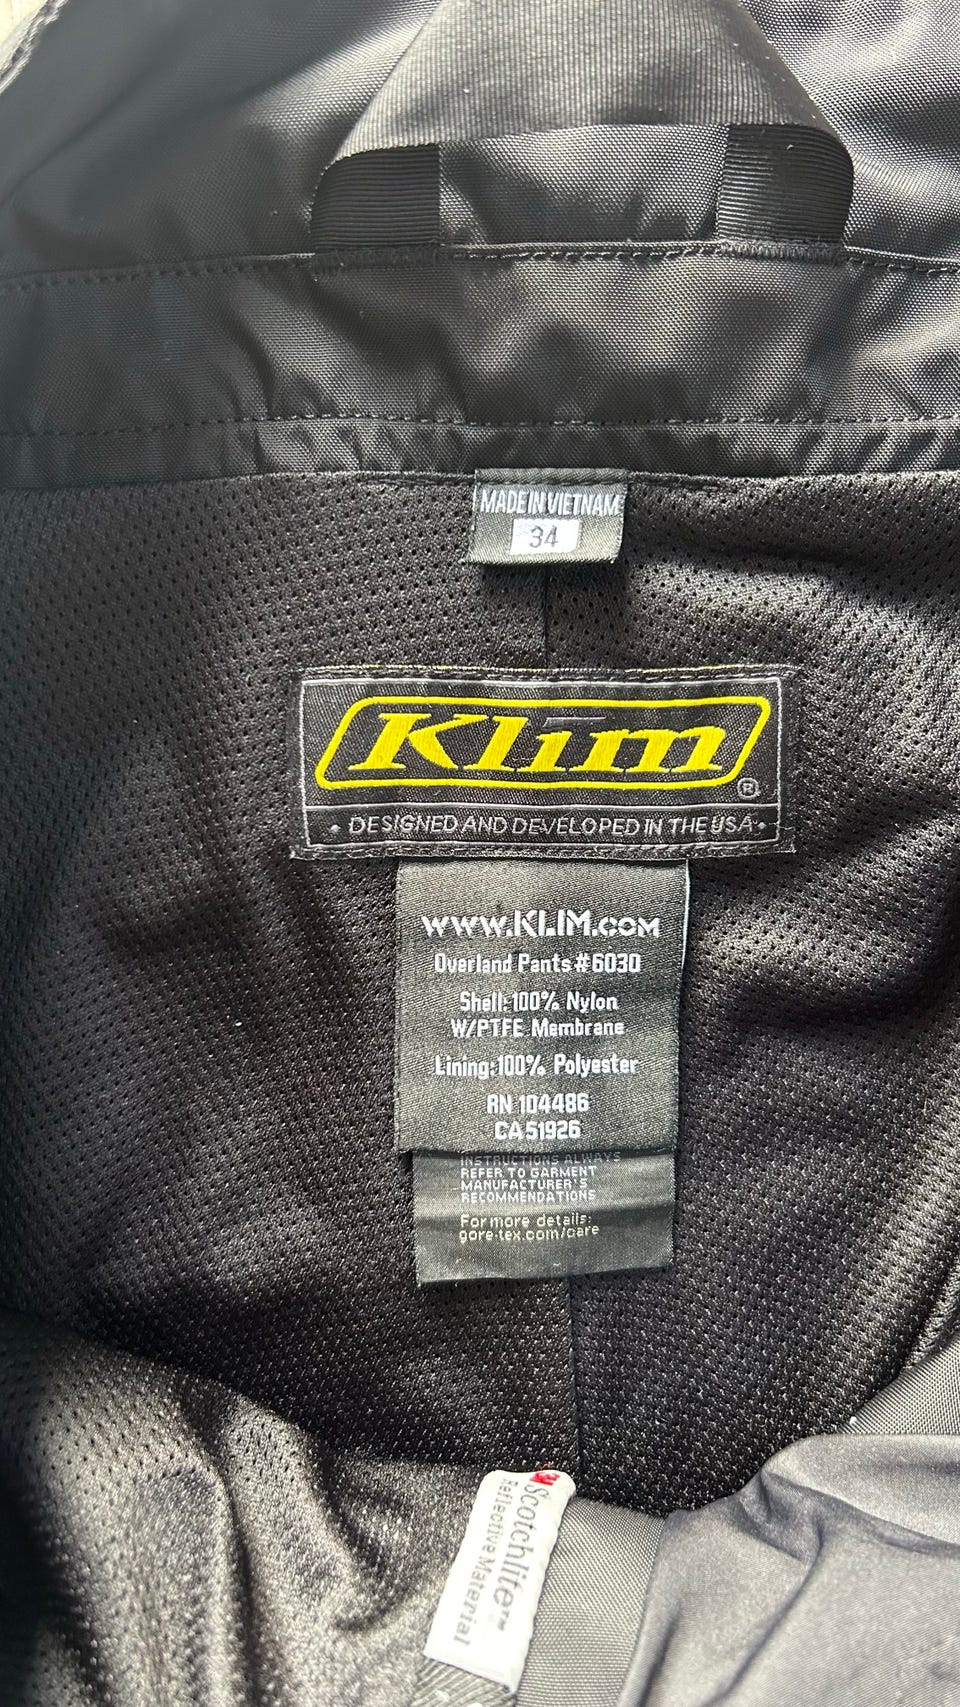 MADE IN VIETNAM
34
Klim®
• DESIGNED AND DEVELOPED IN THE USA •
WWW.KLIM.COM
Overland Pants #6030
Shell:100% Nylon
W/PTFE Membrane
Lining:100% Polyester
RN 104486
CA 51926
INSTRUCTIONS ALWAYS
REFER TO GARMENT
MANUFACTURER'S
RECOMMENDATIONS
For more details:
gore-tex.com/care
3M
Scotchlite™
Reflective Material